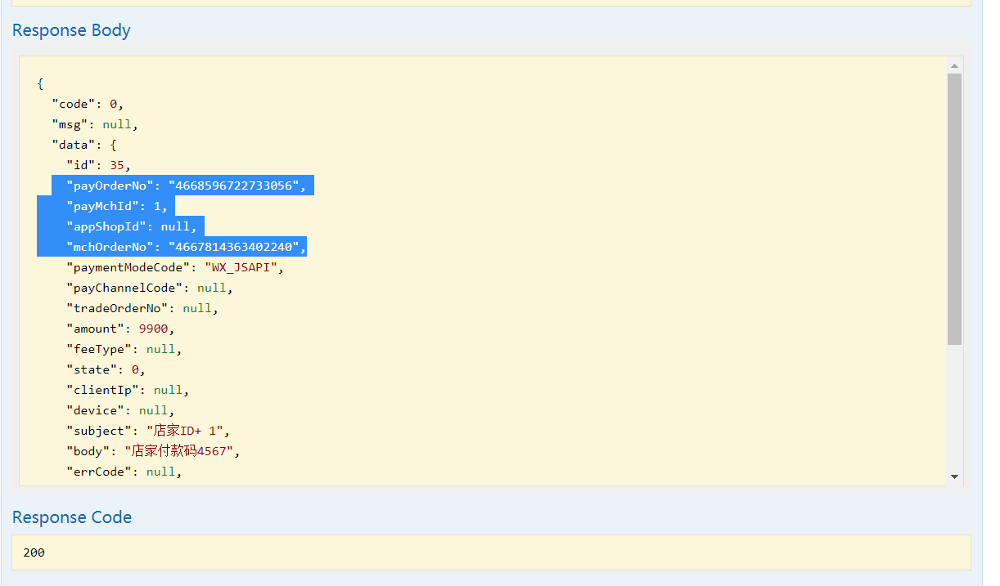 Response Body
{
"code": 0,
"msg": null,
"data": {
"id": 35,
"payOrderNo": "4668596722733056",
"payMchId": 1,
"appShopId": null,
"mchOrderNo": "4667814363402240",
"paymentModeCode": "WX_JSAPI",
"payChannelCode": null,
"tradeOrderNo": null,
"amount": 9900,
"feeType": null,
"state": 0,
"clientIp": null,
"device": null,
"subject": "店家ID+ 1",
"body": "店家付款码4567",
"errCode": null,
Response Code
200